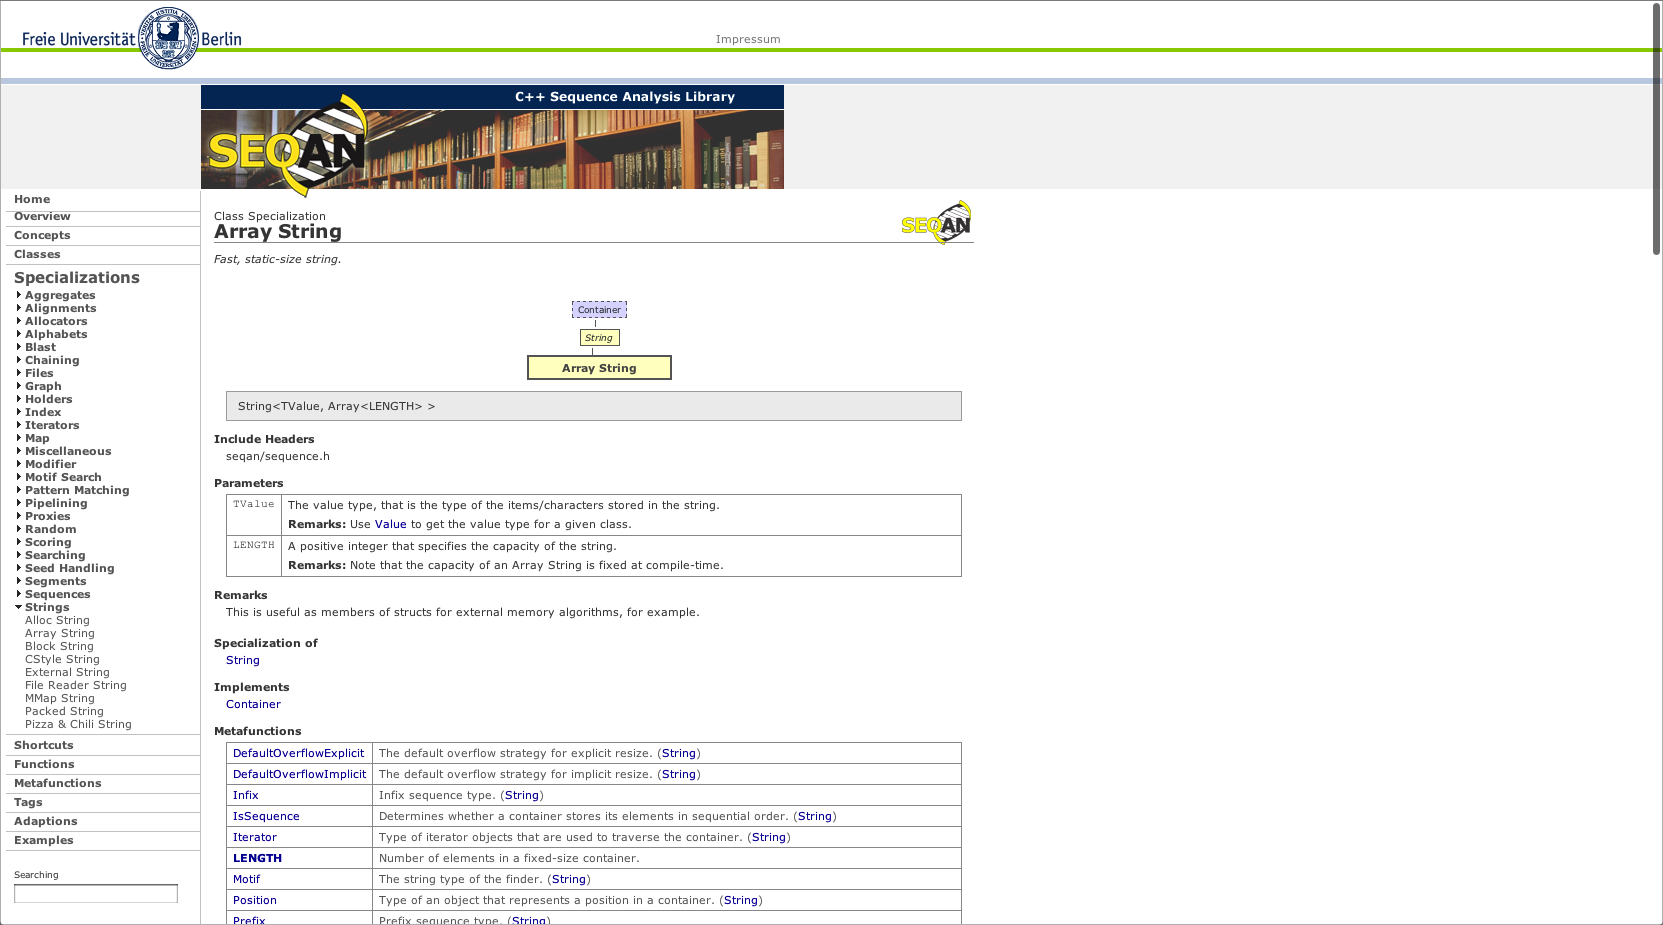 Freie Universität Berlin
Impressum
C++ Sequence Analysis Library
SEQAN
Home
Overview
Concepts
Classes
Specializations
Aggregates
Alignments
Allocators
Alphabets
Blast
Chaining
Files
Graph
Holders
Index
Iterators
Map
Miscellaneous
Modifier
Motif Search
Pattern Matching
Pipelining
Proxies
Random
Scoring
Searching
Seed Handling
Segments
Sequences
Strings
Alloc String
Array String
Block String
CStyle String
External String
File Reader String
MMap String
Packed String
Pizza & Chili String
Shortcuts
Functions
Metafunctions
Tags
Adaptions
Examples
Searching
Class Specialization
Array String
SEQAN
Fast, static-size string.
Container
String
Array String
String<TValue, Array<LENGTH> >
Include Headers
seqan/sequence.h
Parameters
TValue The value type, that is the type of the items/characters stored in the string.
Remarks: Use Value to get the value type for a given class.
LENGTH A positive integer that specifies the capacity of the string.
Remarks: Note that the capacity of an Array String is fixed at compile-time.
Remarks
This is useful as members of structs for external memory algorithms, for example.
Specialization of
String
Implements
Container
Metafunctions
DefaultOverflowExplicit The default overflow strategy for explicit resize. (String)
DefaultOverflowImplicit The default overflow strategy for implicit resize. (String)
Infix Infix sequence type. (String)
IsSequence Determines whether a container stores its elements in sequential order. (String)
Iterator Type of iterator objects that are used to traverse the container. (String)
LENGTH Number of elements in a fixed-size container.
Motif The string type of the finder. (String)
Position Type of an object that represents a position in a container. (String)
Prefix Prefix sequence type. (String)